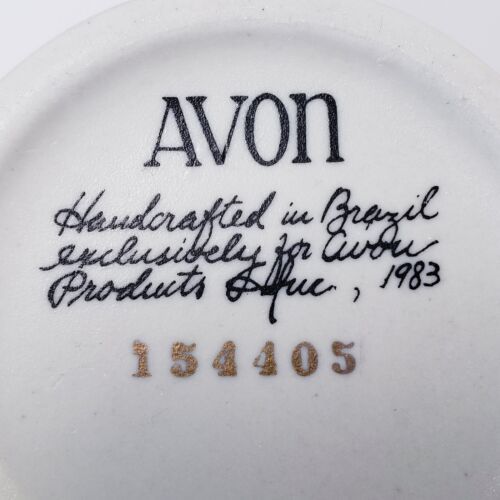 AVON
Handcrafted in Brazil
exclusively for Avon
Products Inc., 1983
154405